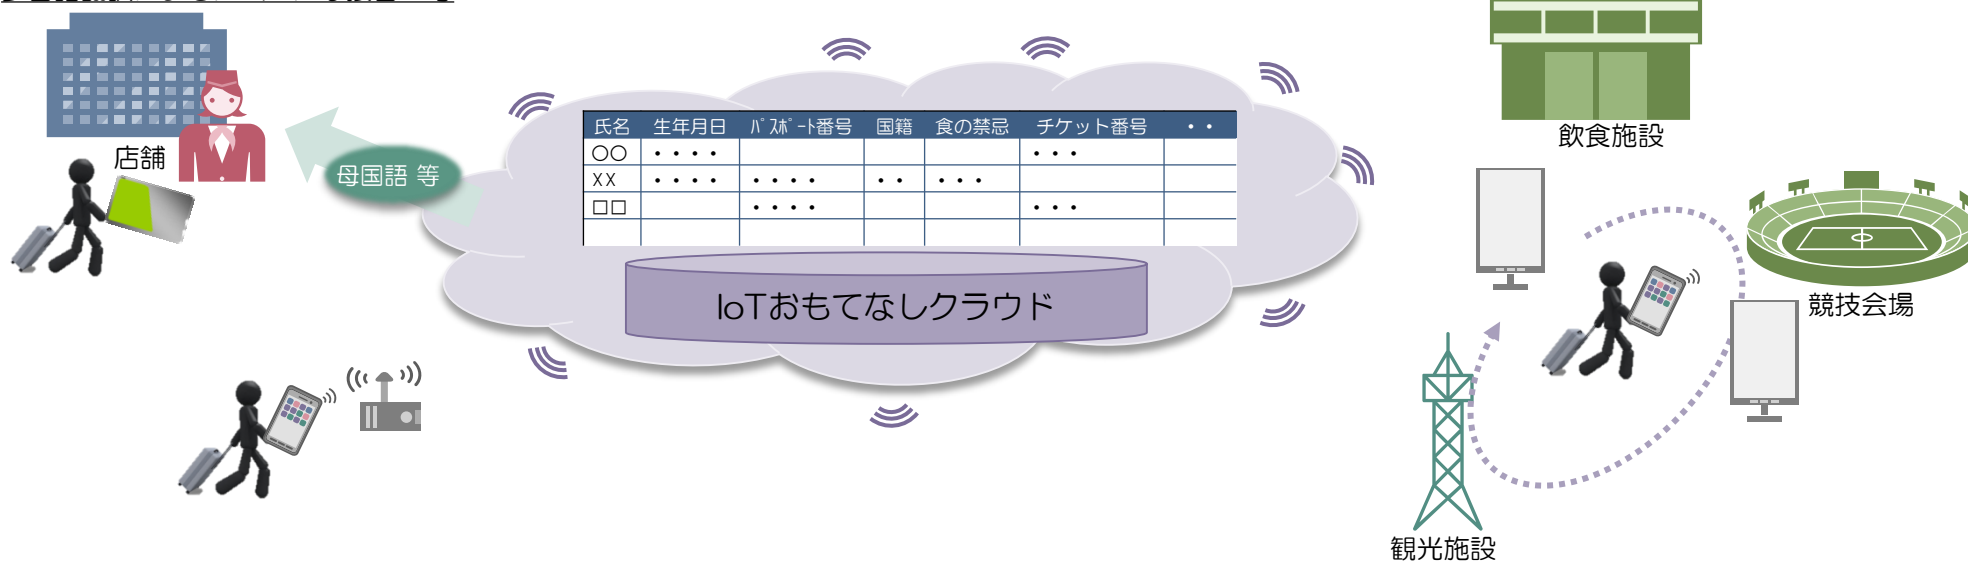 店舗
母国語 等
氏名 生年月日 パスポート番号 国籍 食の禁忌 チケット番号 ・・
〇〇 ・・・・ ・・・
XX ・・・・ ・・・・ ・・ ・・・
□□ ・・・・ ・・・
IoTおもてなしクラウド
飲食施設
競技会場
観光施設